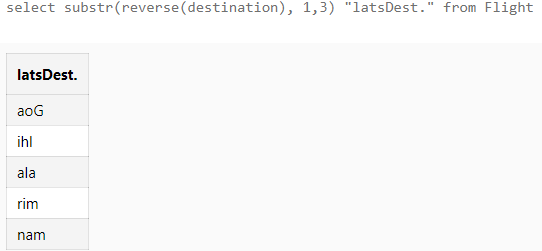 select substr(reverse(destination), 1,3) "latsDest." from Flight
latsDest.
aoG
ihl
ala
rim
nam